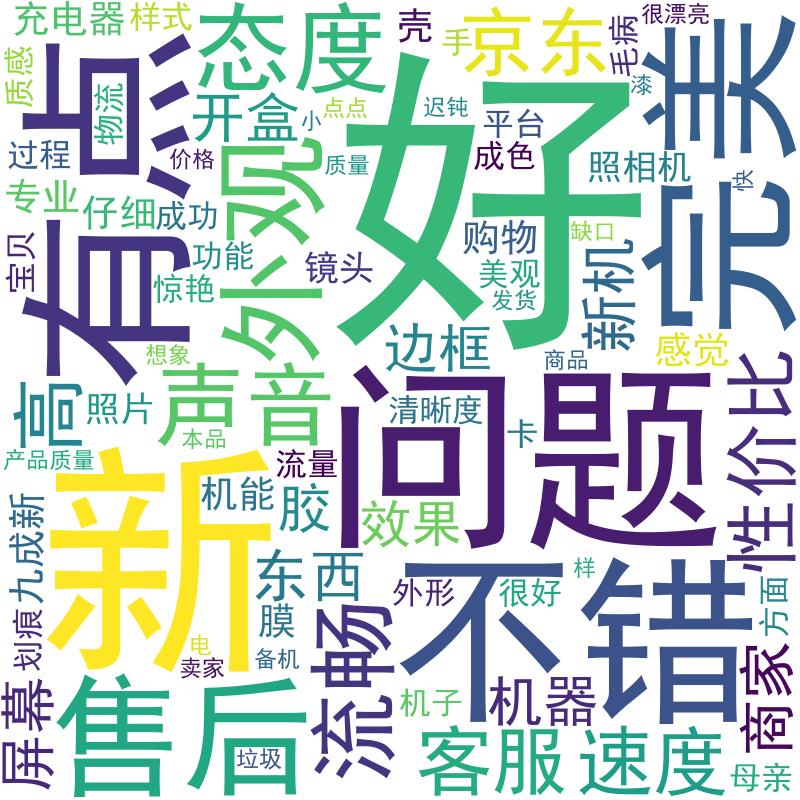 充电器
样式
态度
壳
京东
很漂亮
手
毛病
完美
质感
有点
物流
开盒
小
点点
迟钝
好
漆
平台
成色
照相机
过程
价格
外观
质量
快
专业
仔细
成功
宝贝
功能
惊艳
镜头
购物
美观
发货
缺口
新机
想象
边框
商品
感觉
高
照片
声音
问题
清晰度
卡
性价比
产品质量
本品
流量
新
机能
胶
效果
九成新
东西
不错
样
划痕
膜
流畅
外形
很好
方面
电
卖家
备机
屏幕
售后
垃圾
机子
机器
商家
客服
速度
母亲